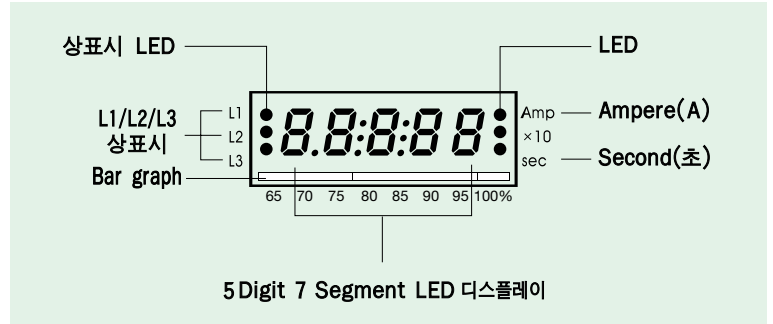 상표시 LED
LED
L1/L2/L3
상표시
L1
L2
L3
8.8:8:8 8
Amp
×10
sec
Ampere(A)
Second(초)
Bar graph
65 70 75 80 85 90 95 100%
5 Digit 7 Segment LED 디스플레이